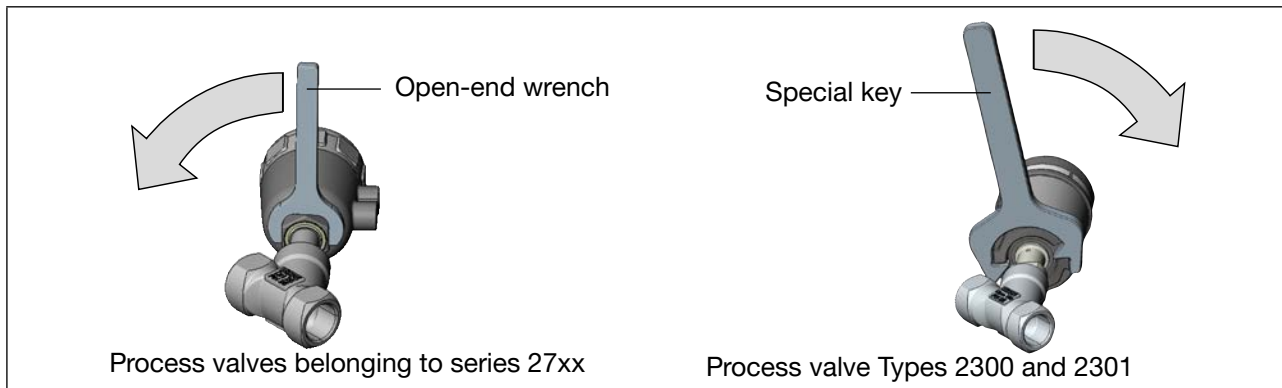 Open-end wrench
Special key
Process valves belonging to series 27xx
Process valve Types 2300 and 2301